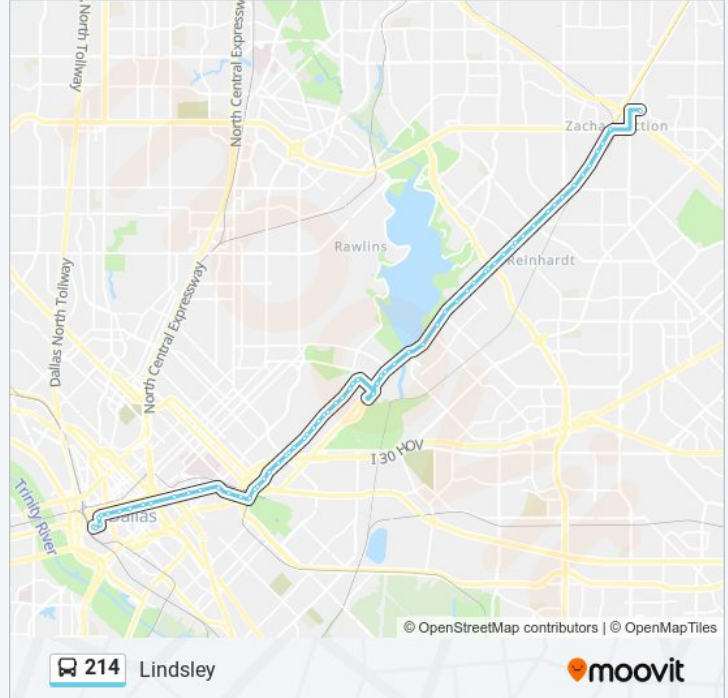 North Tollway
North Central Expressw
Zacha ction
Rawlins
Reinhardt
Dallas North Tollway
North Central Expressway
I 30 HOV
Trinity River
Dallas
© OpenStreetMap contributors | © OpenMapTiles
214 Lindsley
moovit